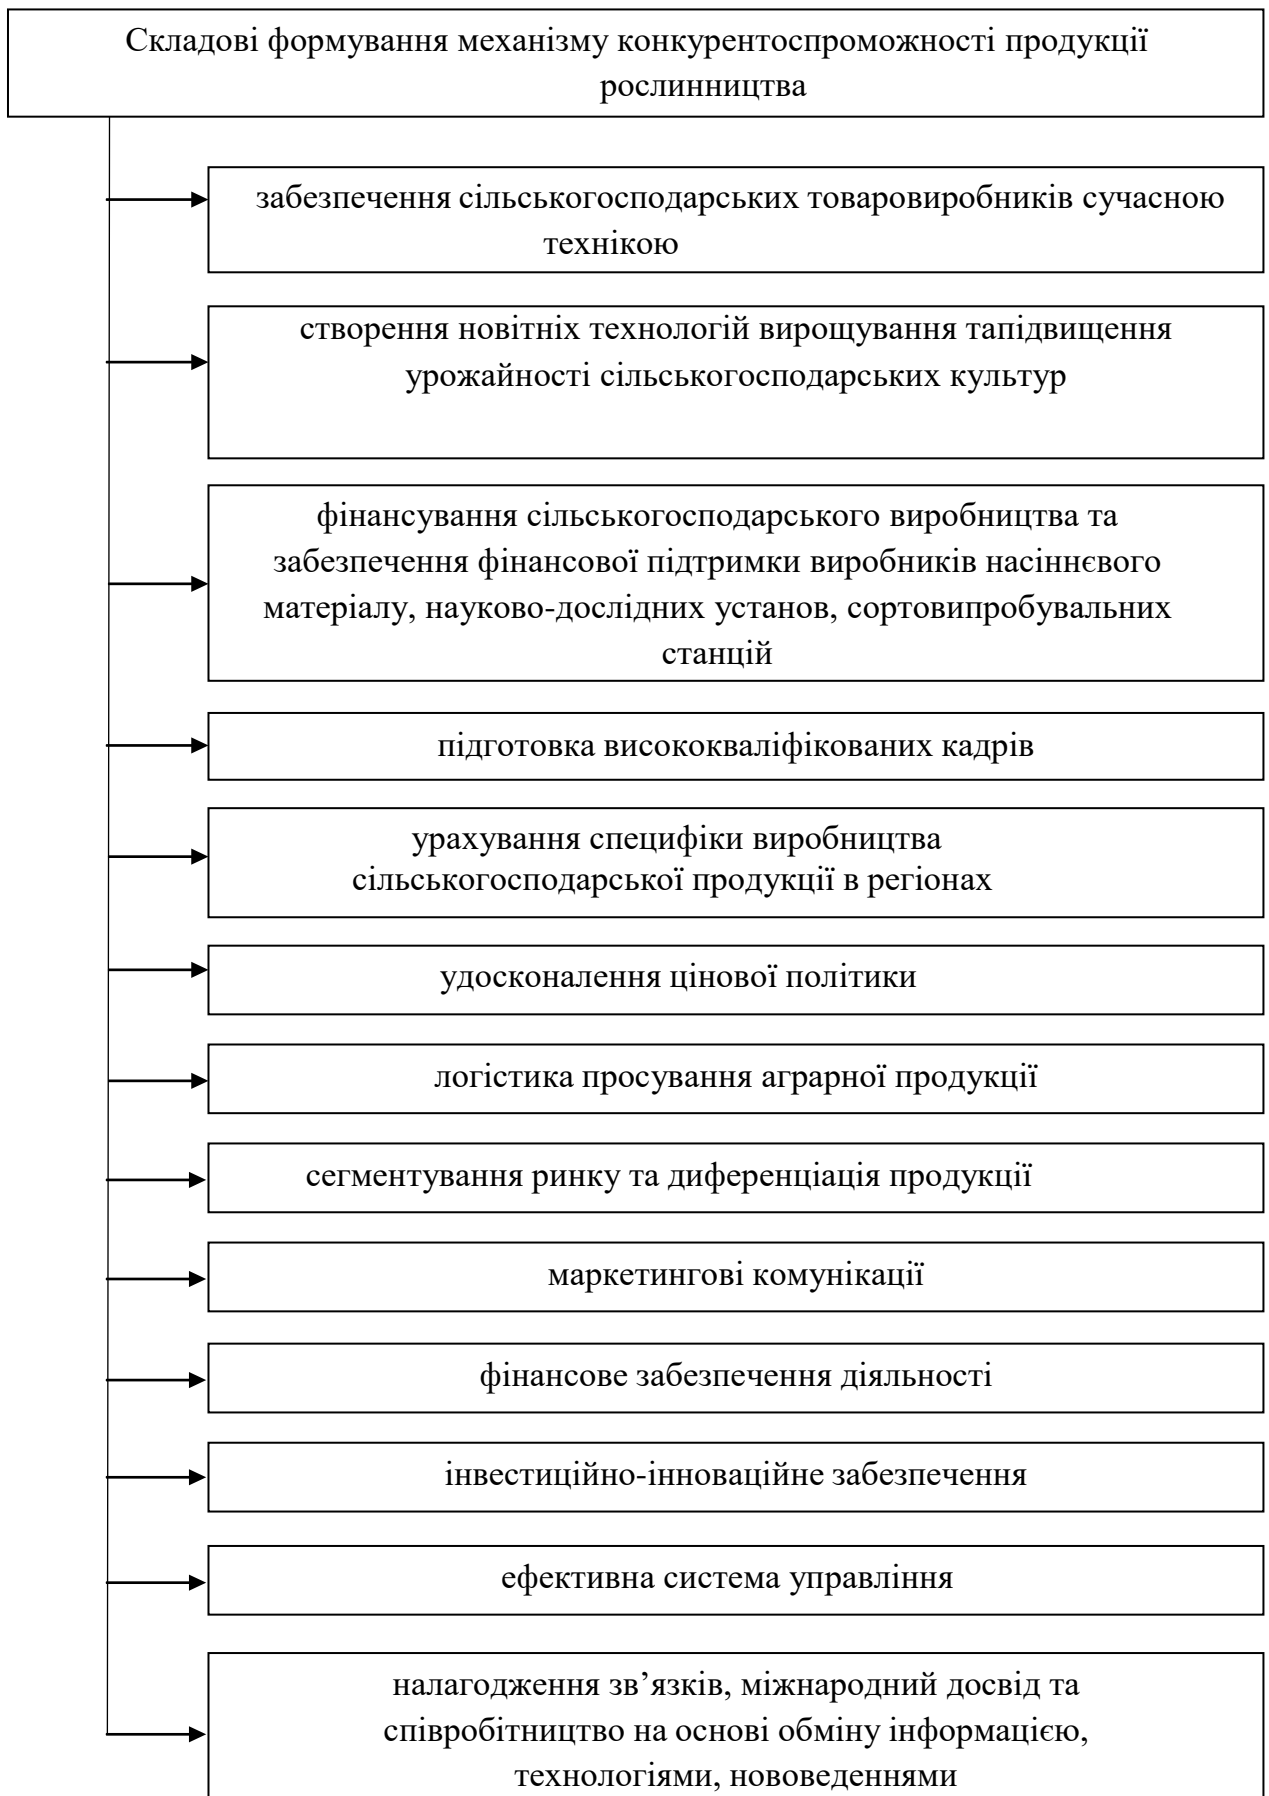 Складові формування механізму конкурентоспроможності продукції
рослинництва
забезпечення сільськогосподарських товаровиробників сучасною
технікою
створення новітніх технологій вирощування тапідвищення
урожайності сільськогосподарських культур
фінансування сільськогосподарського виробництва та
забезпечення фінансової підтримки виробників насіннєвого
матеріалу, науково-дослідних установ, сортовипробувальних
станцій
підготовка висококваліфікованих кадрів
урахування специфіки виробництва
сільськогосподарської продукції в регіонах
удосконалення цінової політики
логістика просування аграрної продукції
сегментування ринку та диференціація продукції
маркетингові комунікації
фінансове забезпечення діяльності
інвестиційно-інноваційне забезпечення
ефективна система управління
налагодження зв’язків, міжнародний досвід та
співробітництво на основі обміну інформацією,
технологіями, нововеденнями